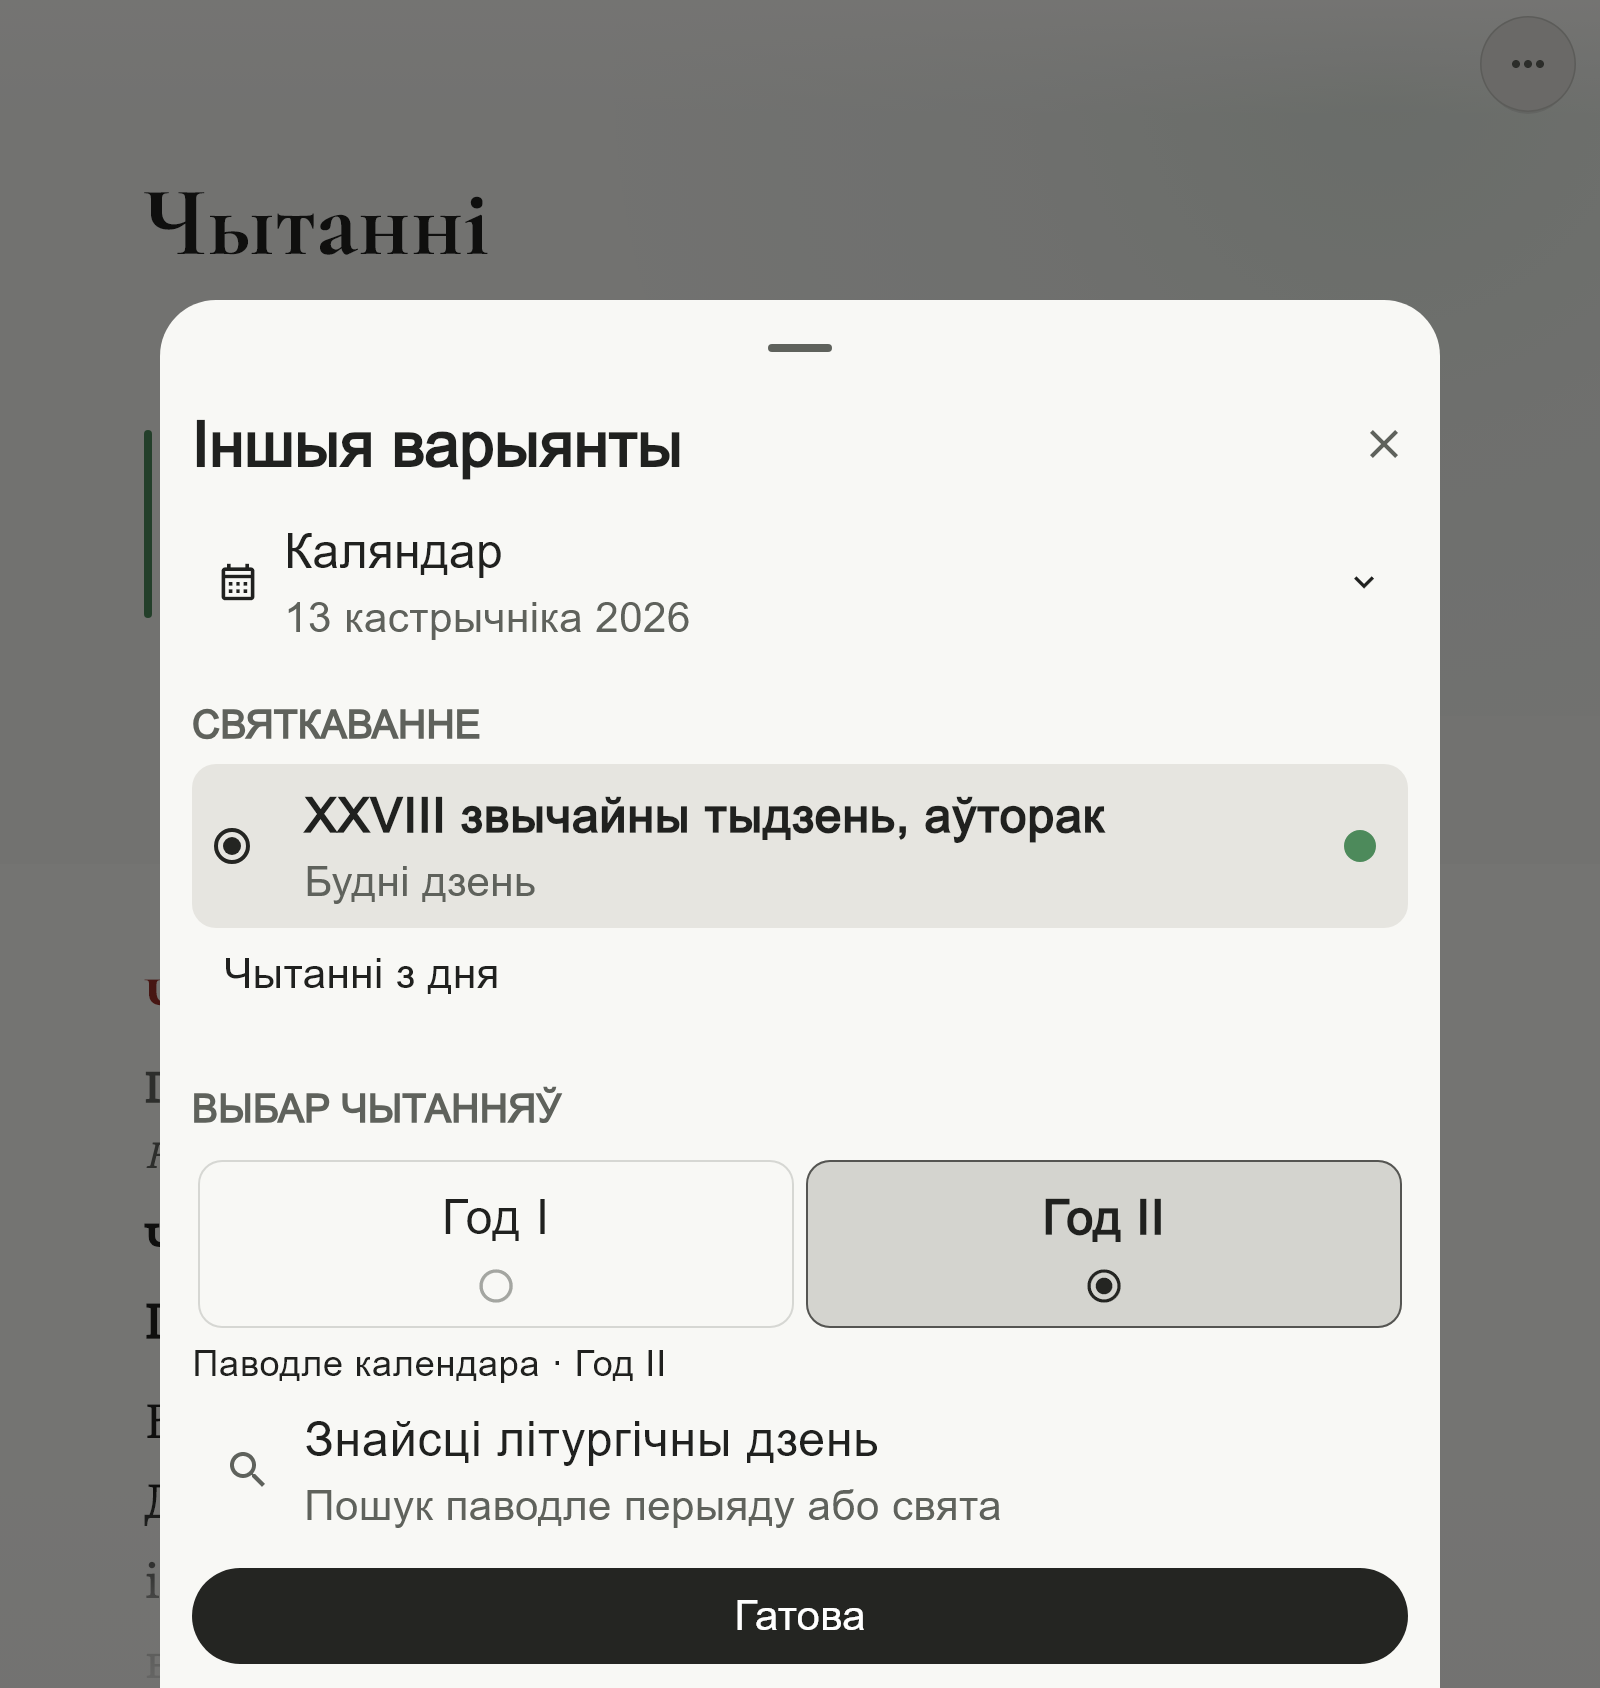 Чытанні
Іншыя варыянты
Каляндар
13 кастрычніка 2026
СВЯТКАВАННЕ
XXVIII звычайны тыдзень, аўторак
Будні дзень
Чытанні з дня
ВЫБАР ЧЫТАННЯЎ
Год I
Год II
Паводле календара · Год II
Знайсці літургічны дзень
Пошук паводле перыяду або свята
Гатова